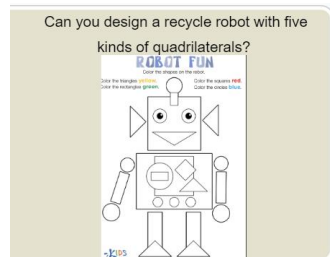 Can you design a recycle robot with five
kinds of quadrilaterals?
ROBOT FUN
Color the shapes on the robot.
Color the triangles yellow. Color the squares red.
Color the rectangles green. Color the circles blue.
KIDS